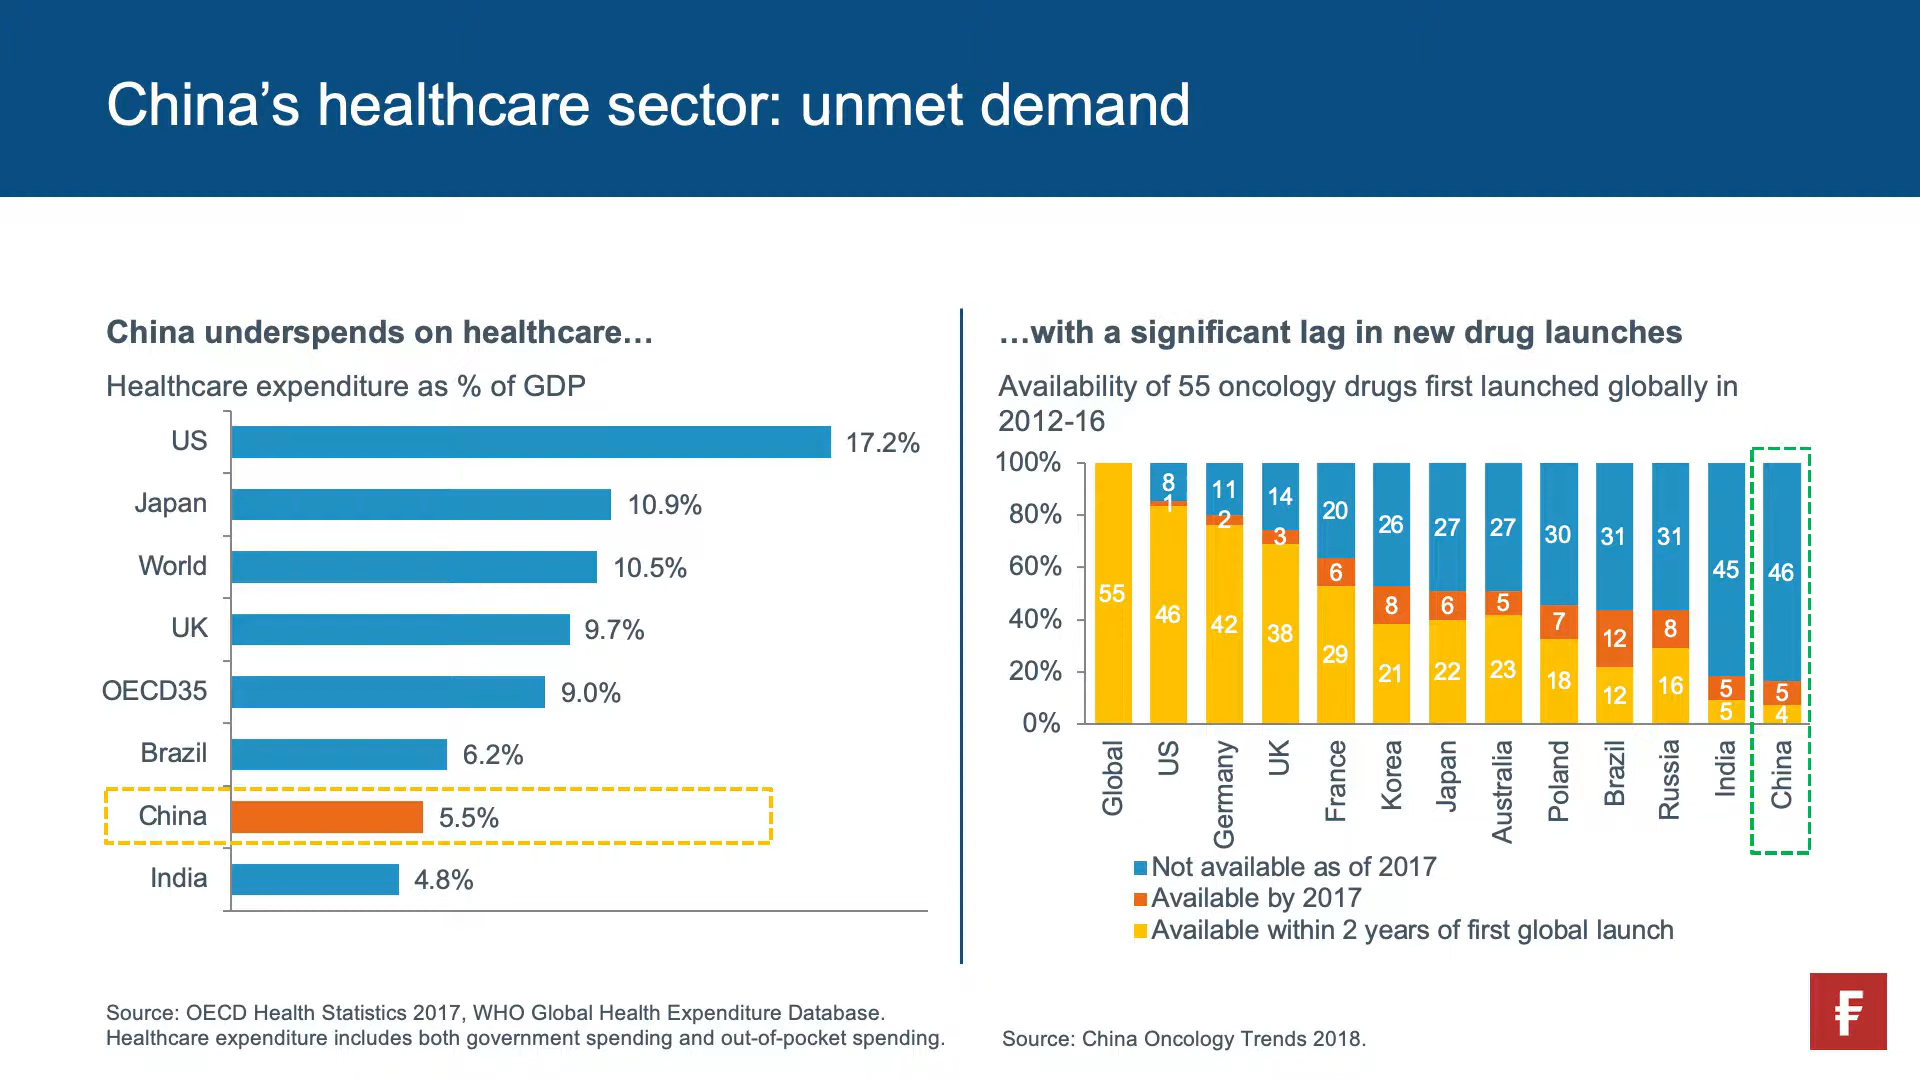 China’s healthcare sector: unmet demand
China underspends on healthcare…
Healthcare expenditure as % of GDP
US 17.2%
Japan 10.9%
World 10.5%
UK 9.7%
OECD35 9.0%
Brazil 6.2%
China 5.5%
India 4.8%
Source: OECD Health Statistics 2017, WHO Global Health Expenditure Database.
Healthcare expenditure includes both government spending and out-of-pocket spending.
…with a significant lag in new drug launches
Availability of 55 oncology drugs first launched globally in
2012-16
100%
80%
60%
40%
20%
0%
55
8 1 46
11 2 42
14 3 38
20 6 29
26 8 21
27 6 22
27 5 23
30 7 18
31 12 12
31 8 16
45 5 5
46 5 4
Global
US
Germany
UK
France
Korea
Japan
Australia
Poland
Brazil
Russia
India
China
Not available as of 2017
Available by 2017
Available within 2 years of first global launch
Source: China Oncology Trends 2018.